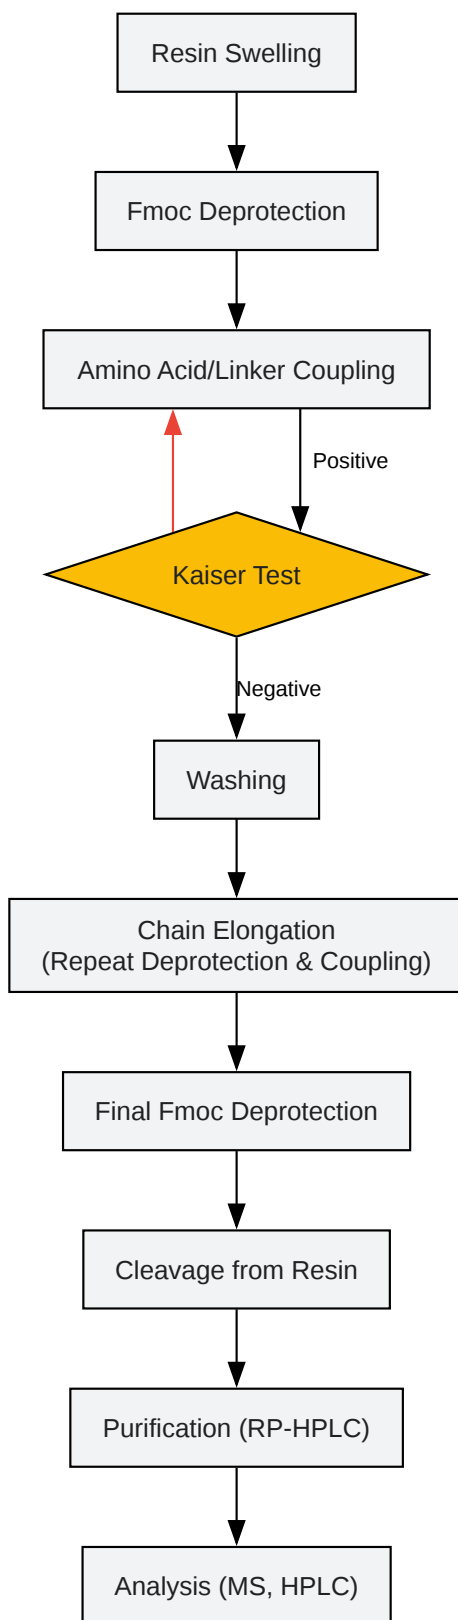 Resin Swelling
Fmoc Deprotection
Amino Acid/Linker Coupling
Positive
Kaiser Test
Negative
Washing
Chain Elongation
(Repeat Deprotection & Coupling)
Final Fmoc Deprotection
Cleavage from Resin
Purification (RP-HPLC)
Analysis (MS, HPLC)